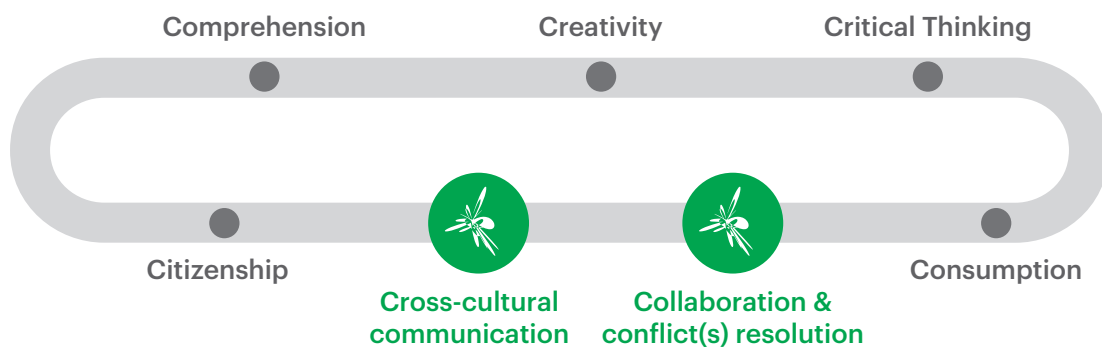 Comprehension
Creativity
Critical Thinking
Citizenship
Cross-cultural
communication
Collaboration &
conflict(s) resolution
Consumption